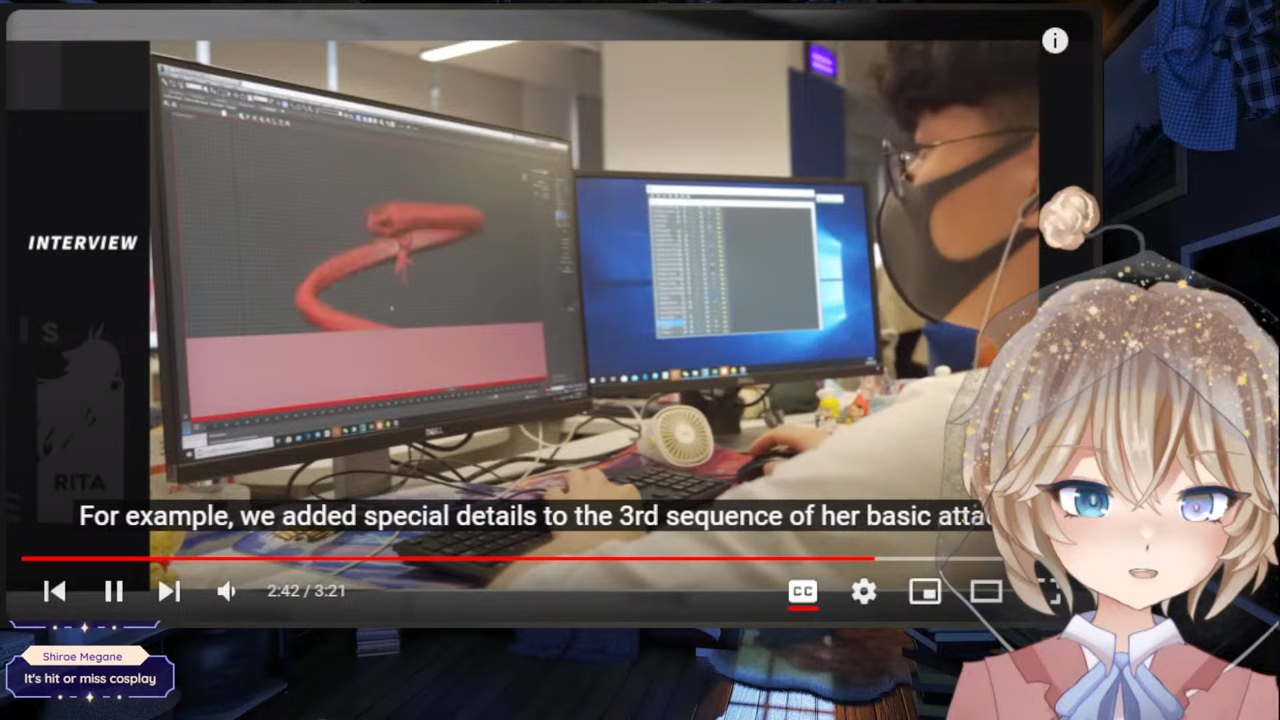 INTERVIEW
RITA
For example, we added special details to the 3rd sequence of her basic
2:42 / 3:21
CC
Shiroe Megane
It's hit or miss cosplay